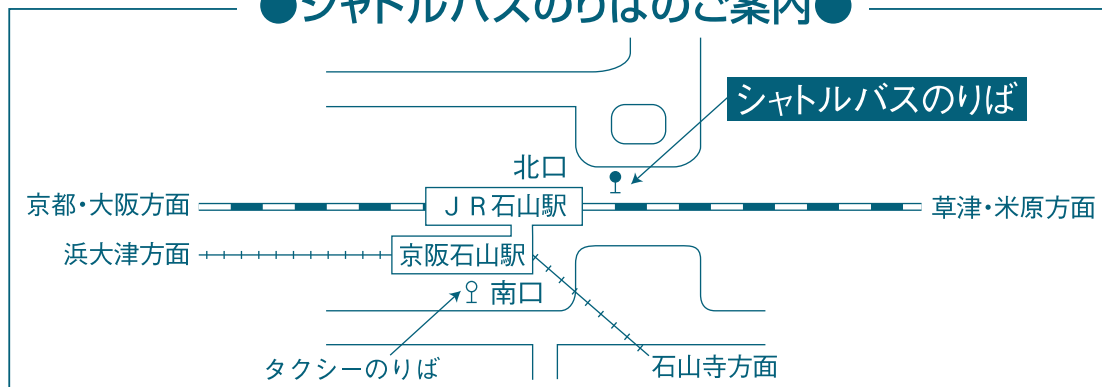 ●シャトルバスのりばのご案内●
シャトルバスのりば
北口
京都・大阪方面
JR石山駅
草津・米原方面
浜大津方面
京阪石山駅
南口
タクシーのりば
石山寺方面